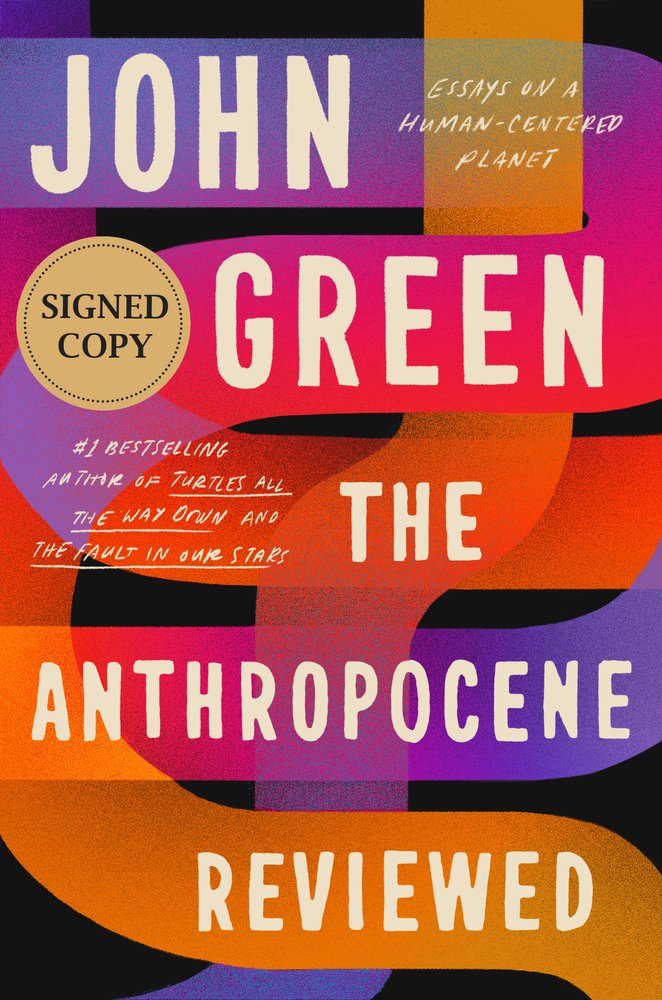 JOHN
ESSAYS ON A
HUMAN-CENTERED
PLANET
GREEN
SIGNED
COPY
#1 BESTSELLING
AUTHOR OF TURTLES ALL
THE WAY DOWN AND
THE FAULT IN OUR STARS
THE
ANTHROPOCENE
REVIEWED